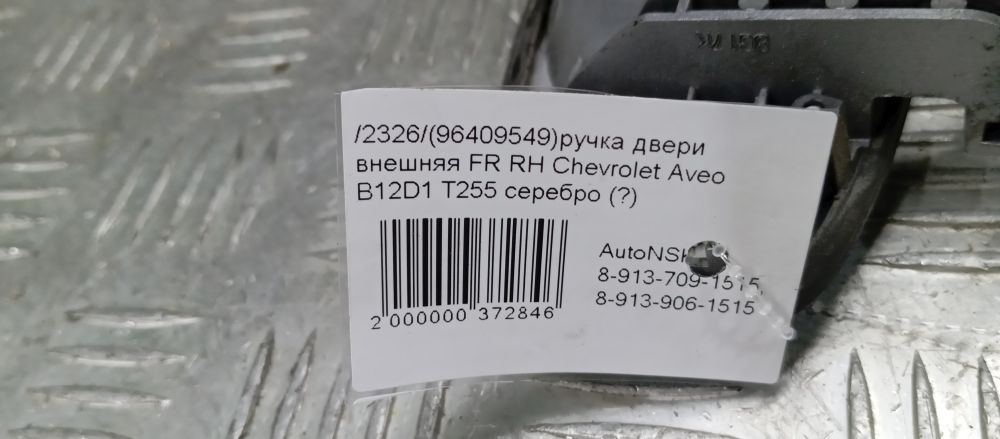 /2326/(96409549)ручка двери
внешняя FR RH Chevrolet Aveo
B12D1 T255 серебро (?)
AutoNSK
8-913-709-1515,
8-913-906-1515
2 000000 372846